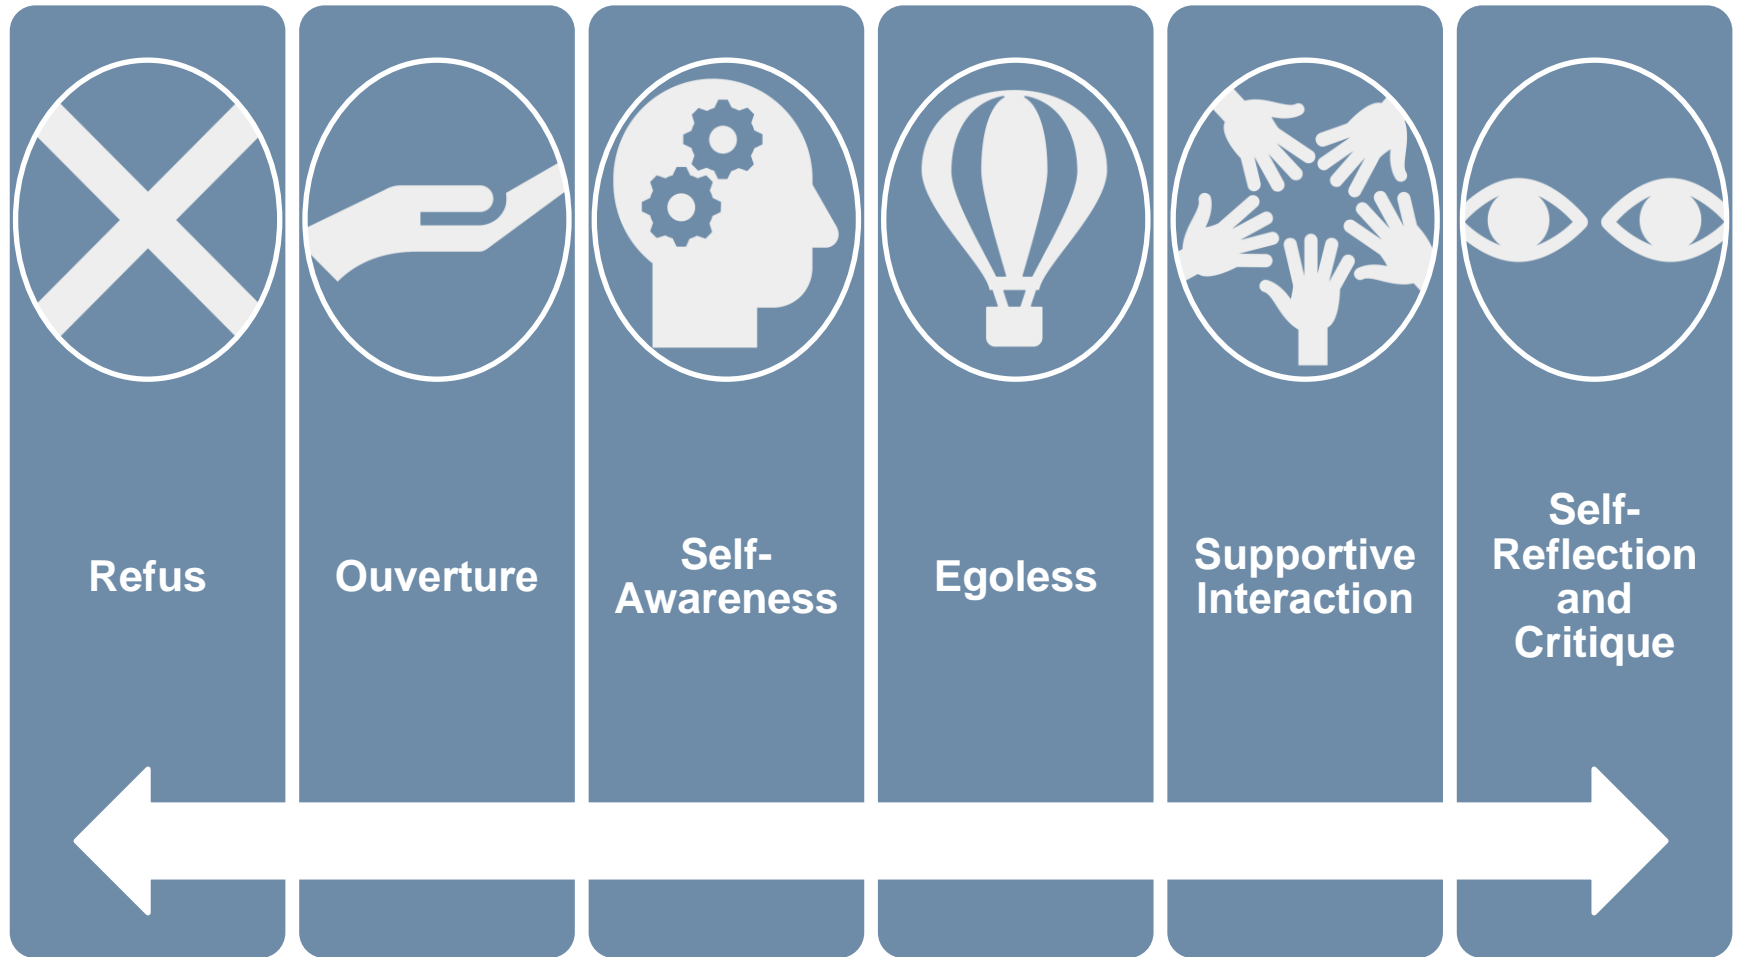 Refus
Ouverture
Self-
Awareness
Egoless
Supportive
Interaction
Self-
Reflection
and
Critique